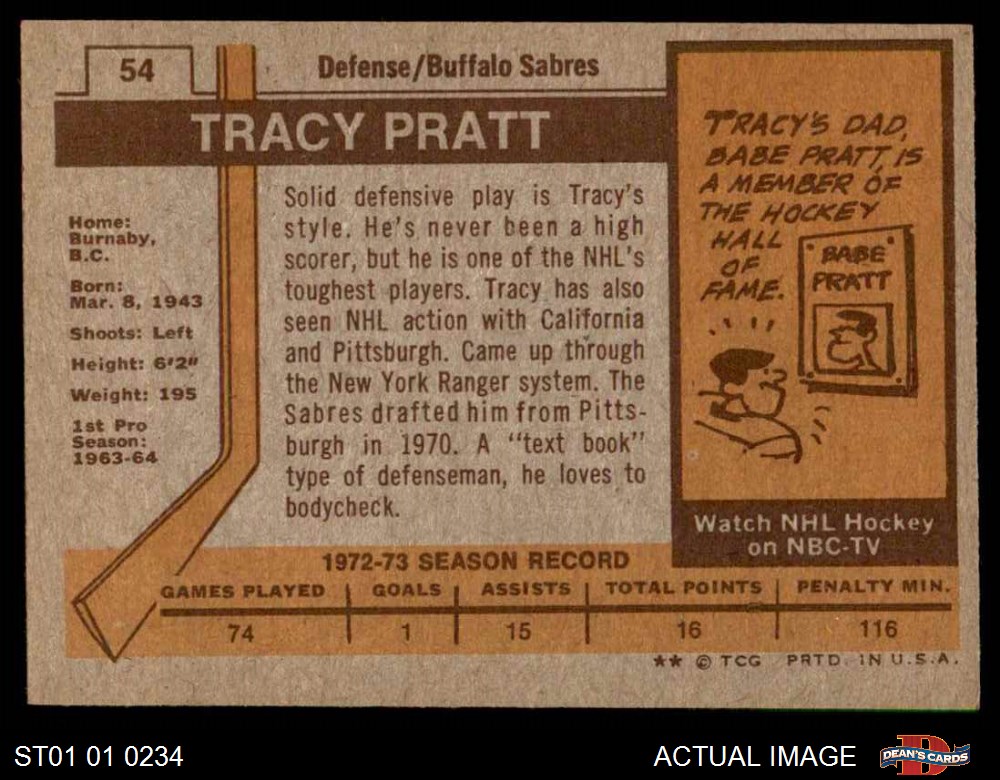 54
Defense/Buffalo Sabres
TRACY PRATT
Home:
Burnaby,
B.C.
Born:
Mar. 8, 1943
Shoots: Left
Height: 6'2"
Weight: 195
1st Pro
Season:
1963-64
Solid defensive play is Tracy's
style. He's never been a high
scorer, but he is one of the NHL's
toughest players. Tracy has also
seen NHL action with California
and Pittsburgh. Came up through
the New York Ranger system. The
Sabres drafted him from Pitts-
burgh in 1970. A "text book"
type of defenseman, he loves to
bodycheck.
TRACY'S DAD,
BABE PRATT, IS
A MEMBER OF
THE HOCKEY
HALL
OF
FAME.
BABE
PRATT
Watch NHL Hockey
on NBC-TV
1972-73 SEASON RECORD
GAMES PLAYED GOALS ASSISTS TOTAL POINTS PENALTY MIN.
74 1 15 16 116
** © TCG PRTD. IN U.S.A.
ST01 01 0234 ACTUAL IMAGE
D
DEAN'S CARDS